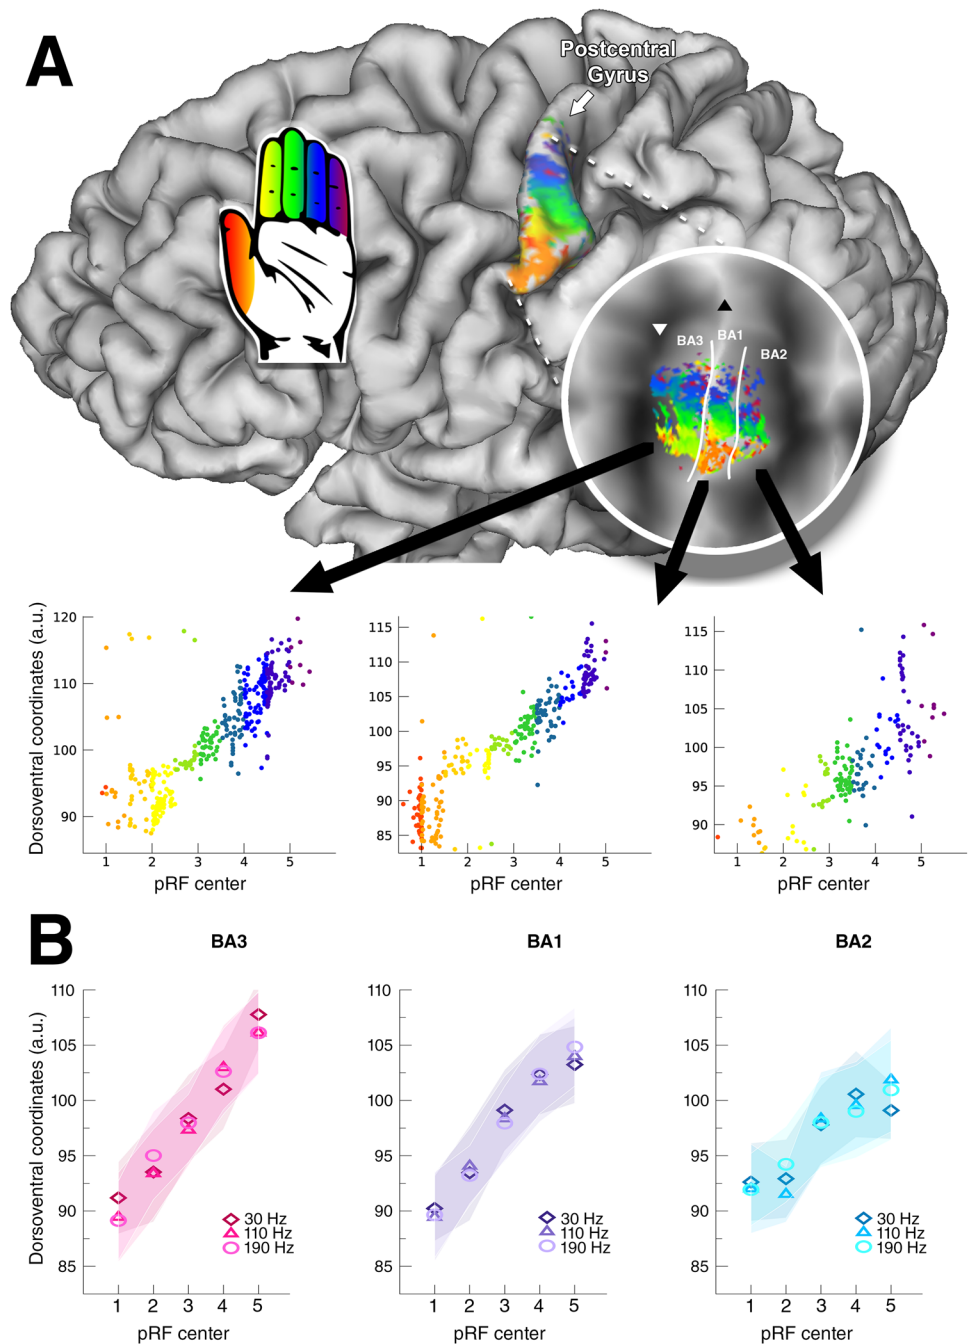 A
Postcentral
Gyrus
BA3
BA1
BA2
Dorsoventral coordinates (a.u.)
120
110
100
90
1 2 3 4 5
pRF center
115
110
105
100
95
90
85
1 2 3 4 5
pRF center
115
110
105
100
95
90
1 2 3 4 5
pRF center
B
BA3
BA1
BA2
Dorsoventral coordinates (a.u.)
110
105
100
95
90
85
30 Hz
110 Hz
190 Hz
1 2 3 4 5
pRF center
110
105
100
95
90
85
30 Hz
110 Hz
190 Hz
1 2 3 4 5
pRF center
110
105
100
95
90
85
30 Hz
110 Hz
190 Hz
1 2 3 4 5
pRF center